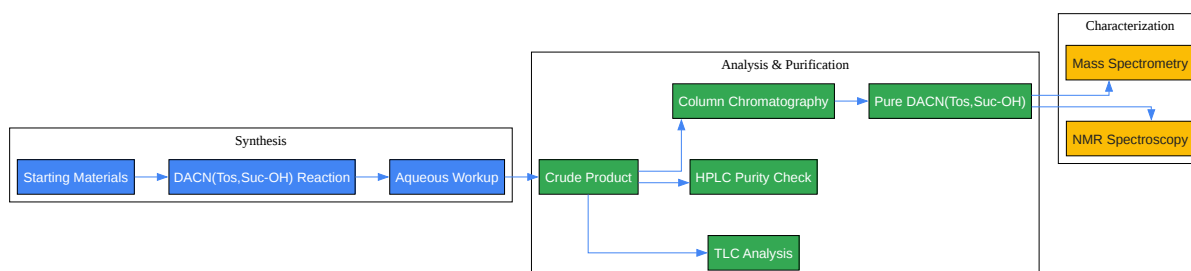 Synthesis
Starting Materials
DACN(Tos,Suc-OH) Reaction
Aqueous Workup
Analysis & Purification
Crude Product
Column Chromatography
Pure DACN(Tos,Suc-OH)
HPLC Purity Check
TLC Analysis
Characterization
Mass Spectrometry
NMR Spectroscopy